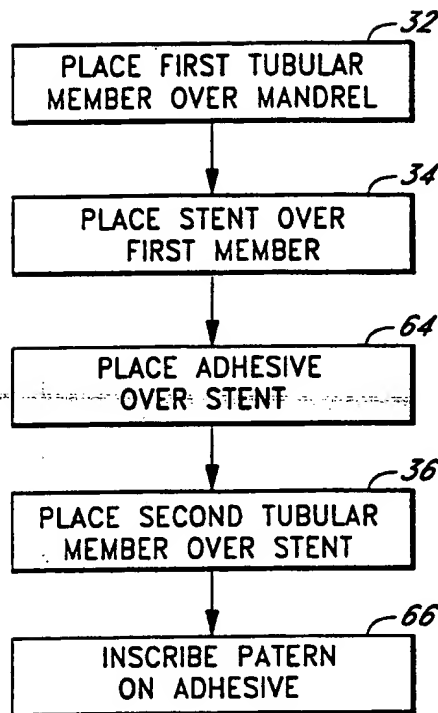 32
PLACE FIRST TUBULAR
MEMBER OVER MANDREL
34
PLACE STENT OVER
FIRST MEMBER
64
PLACE ADHESIVE
OVER STENT
36
PLACE SECOND TUBULAR
MEMBER OVER STENT
66
INSCRIBE PATERN
ON ADHESIVE